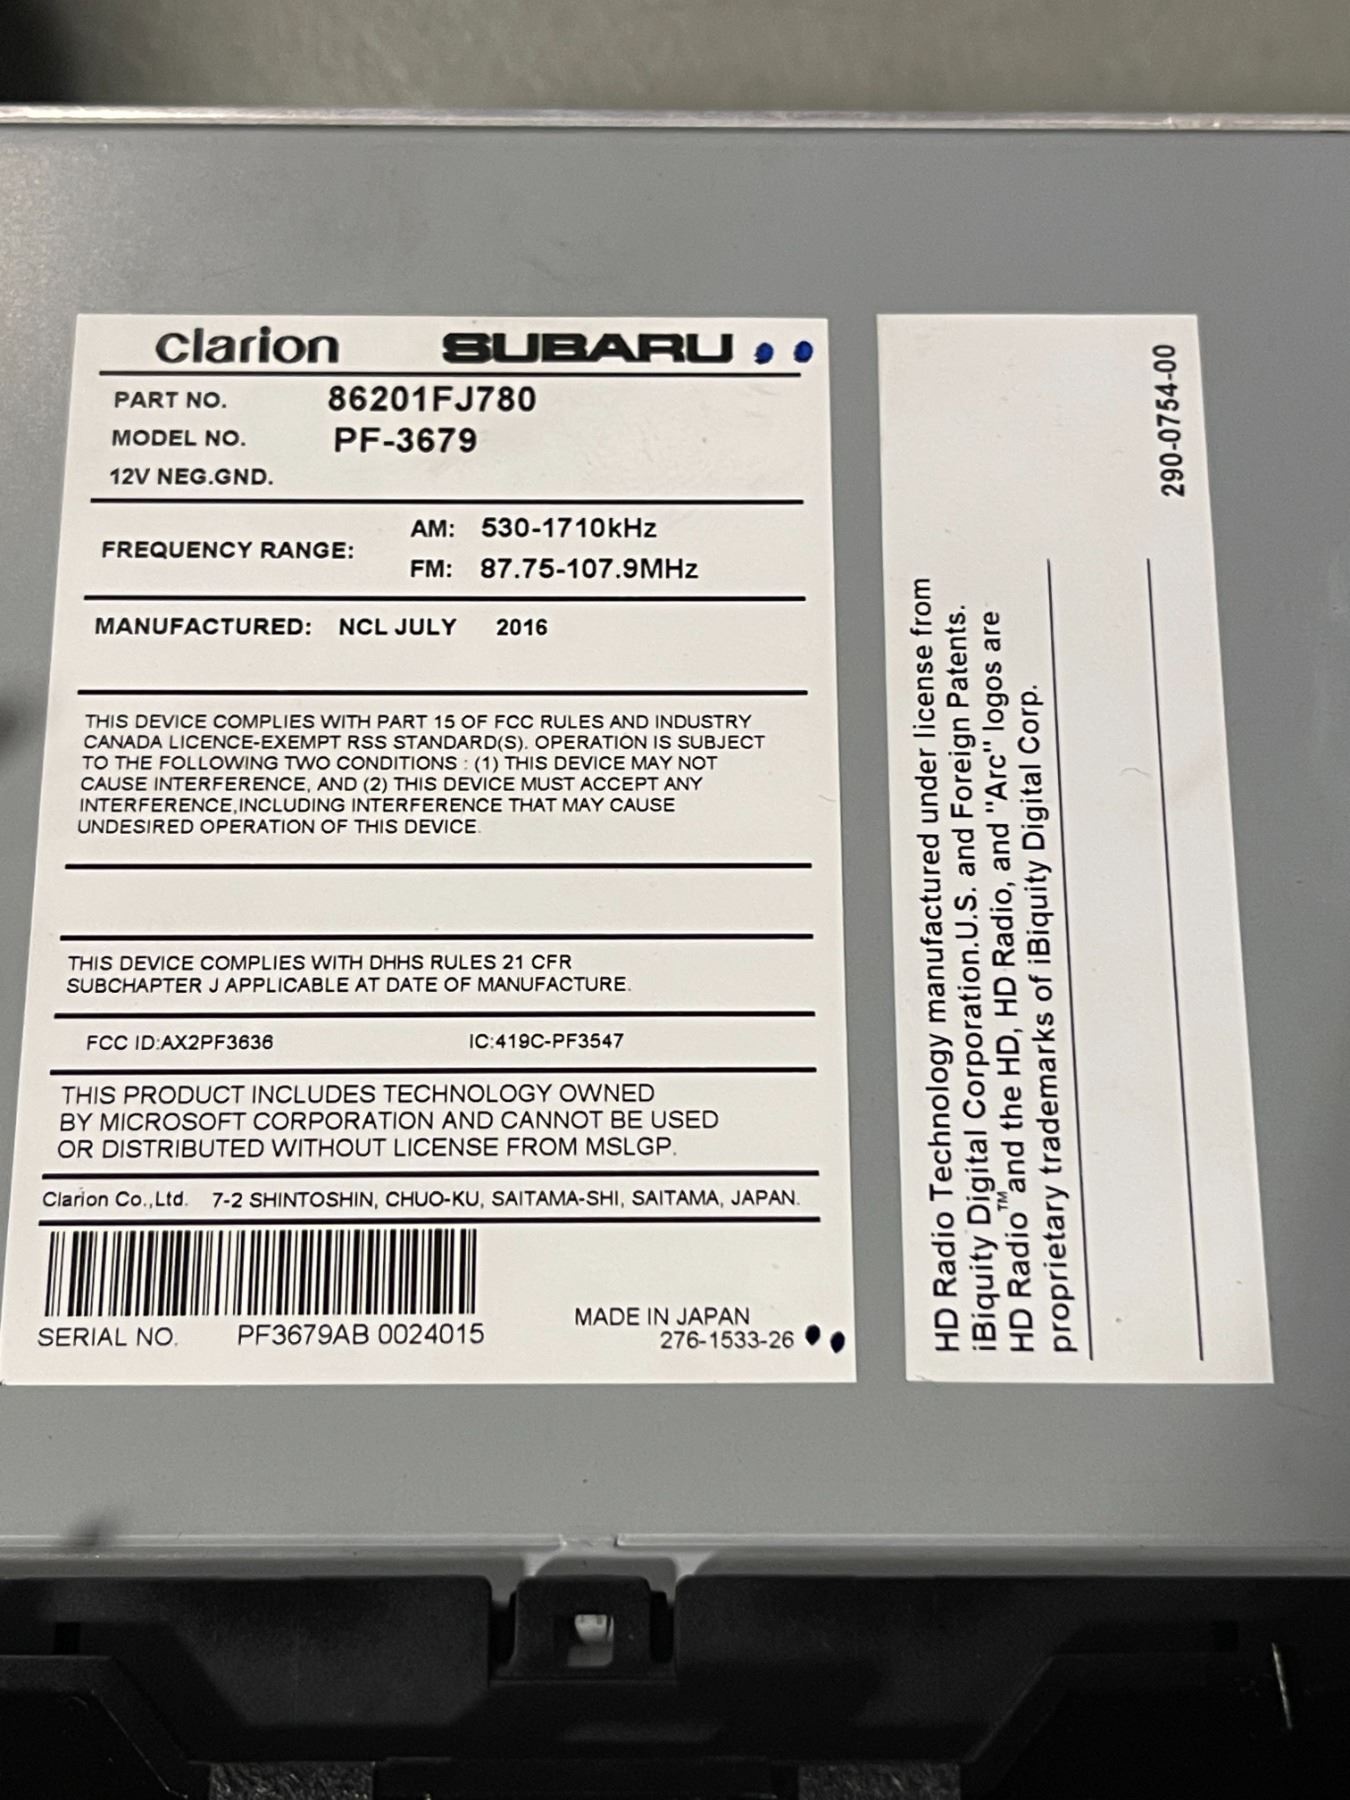 clarion SUBARU
PART NO. 86201FJ780
MODEL NO. PF-3679
12V NEG.GND.
FREQUENCY RANGE:
AM: 530-1710kHz
FM: 87.75-107.9MHz
MANUFACTURED: NCL JULY 2016
THIS DEVICE COMPLIES WITH PART 15 OF FCC RULES AND INDUSTRY
CANADA LICENCE-EXEMPT RSS STANDARD(S). OPERATION IS SUBJECT
TO THE FOLLOWING TWO CONDITIONS : (1) THIS DEVICE MAY NOT
CAUSE INTERFERENCE, AND (2) THIS DEVICE MUST ACCEPT ANY
INTERFERENCE,INCLUDING INTERFERENCE THAT MAY CAUSE
UNDESIRED OPERATION OF THIS DEVICE.
THIS DEVICE COMPLIES WITH DHHS RULES 21 CFR
SUBCHAPTER J APPLICABLE AT DATE OF MANUFACTURE.
FCC ID:AX2PF3636 IC:419C-PF3547
THIS PRODUCT INCLUDES TECHNOLOGY OWNED
BY MICROSOFT CORPORATION AND CANNOT BE USED
OR DISTRIBUTED WITHOUT LICENSE FROM MSLGP.
Clarion Co.,Ltd. 7-2 SHINTOSHIN, CHUO-KU, SAITAMA-SHI, SAITAMA, JAPAN.
SERIAL NO. PF3679AB 0024015
MADE IN JAPAN
276-1533-26
HD Radio Technology manufactured under license from
iBiquity Digital Corporation.U.S. and Foreign Patents.
HD Radio™ and the HD, HD Radio, and "Arc" logos are
proprietary trademarks of iBiquity Digital Corp.
290-0754-00